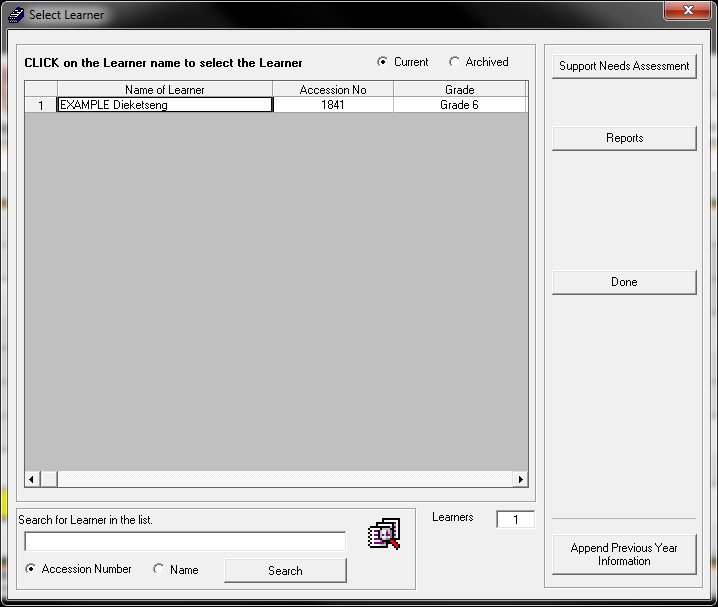 Select Learner
CLICK on the Learner name to select the Learner
Current
Archived
Name of Learner Accession No Grade
1 EXAMPLE Dieketseng 1841 Grade 6
Search for Learner in the list.
Accession Number
Name
Search
Learners 1
Support Needs Assessment
Reports
Done
Append Previous Year
Information